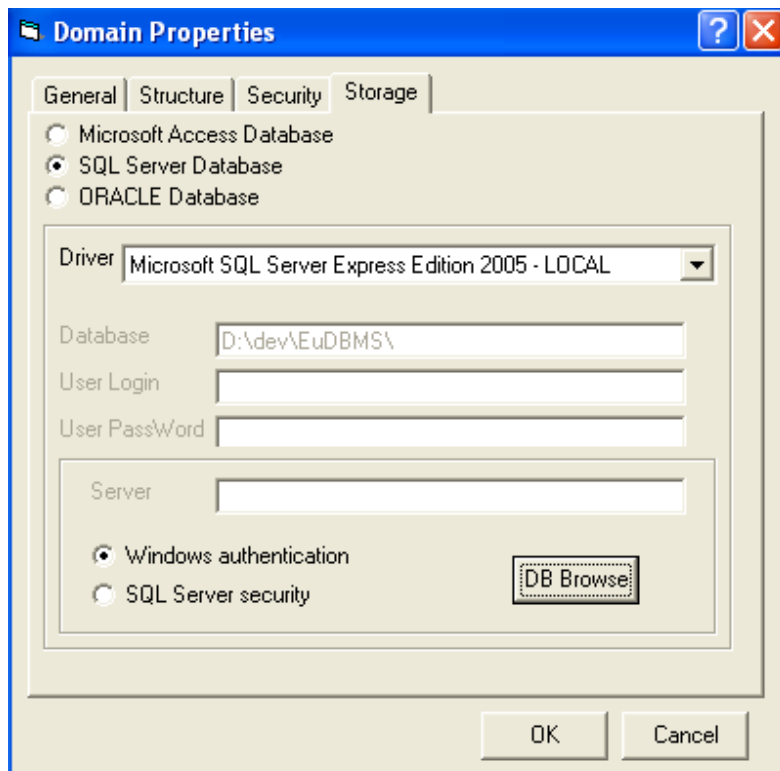 Domain Properties
General Structure Security Storage
Microsoft Access Database
SQL Server Database
ORACLE Database
Driver Microsoft SQL Server Express Edition 2005 - LOCAL
Database D:\dev\EuDBMS\
User Login
User PassWord
Server
Windows authentication
SQL Server security
DB Browse
OK Cancel